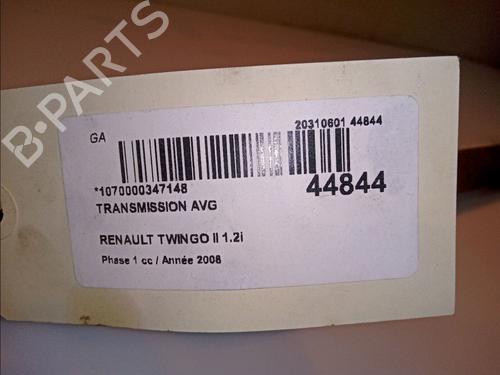 B-PARTS
GA
20310601 44844
*1070000347148
44844
TRANSMISSION AVG
RENAULT TWINGO II 1.2i
Phase 1 cc / Année 2008